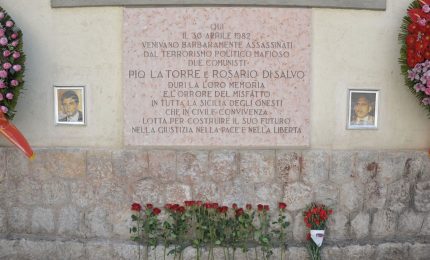 QUI
IL 30 APRILE 1982
VENIVANO BARBARAMENTE ASSASSINATI
DAL TERRORISMO POLITICO MAFIOSO
DUE COMUNISTI
PIO LA TORRE E ROSARIO DI SALVO
DURI LA LORO MEMORIA
E L'ORRORE DEL MISFATTO
IN TUTTA LA SICILIA DEGLI ONESTI
CHE IN CIVILE CONVIVENZA
LOTTA PER COSTRUIRE IL SUO FUTURO
NELLA GIUSTIZIA NELLA PACE E NELLA LIBERTA